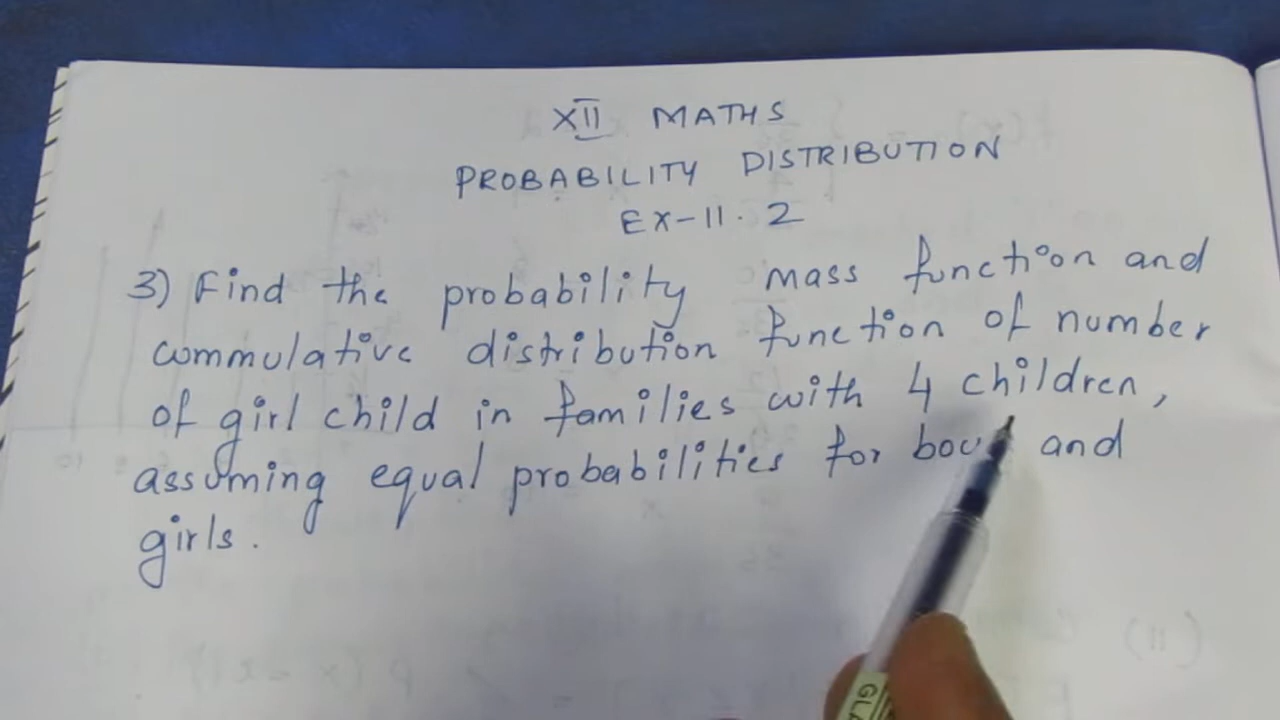 XII MATHS
PROBABILITY DISTRIBUTION
EX-11.2
3) Find the probability mass function and
commulative distribution function of number
of girl child in families with 4 children,
assuming equal probabilities for and
girls.